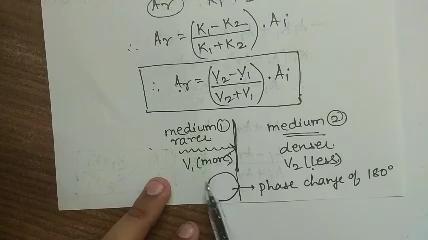 Ar
∴ Ar = (K1 - K2 / K1 + K2) . Ai
∴ Ar = (V2 - V1 / V2 + V1) . Ai
medium ① medium ②
rarer denser
V1 (more) V2 (less)
→ phase change of 180°